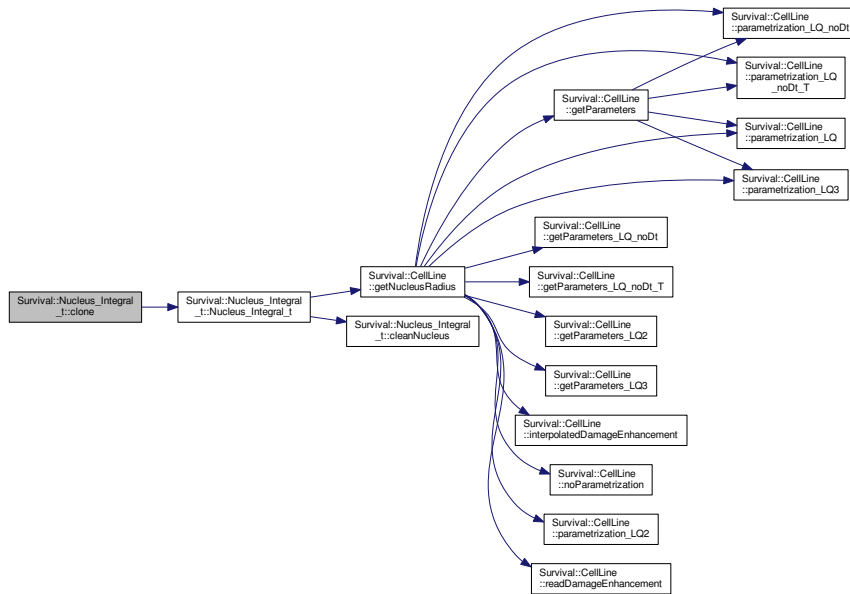 Survival::Nucleus_Integral
_t::clone
Survival::Nucleus_Integral
_t::Nucleus_Integral_t
Survival::CellLine
::getNucleusRadius
Survival::Nucleus_Integral
_t::cleanNucleus
Survival::CellLine
::getParameters
Survival::CellLine
::parametrization_LQ_noDt
Survival::CellLine
::parametrization_LQ
_noDt_T
Survival::CellLine
::parametrization_LQ
Survival::CellLine
::parametrization_LQ3
Survival::CellLine
::getParameters_LQ_noDt
Survival::CellLine
::getParameters_LQ_noDt_T
Survival::CellLine
::getParameters_LQ2
Survival::CellLine
::getParameters_LQ3
Survival::CellLine
::interpolatedDamageEnhancement
Survival::CellLine
::noParametrization
Survival::CellLine
::parametrization_LQ2
Survival::CellLine
::readDamageEnhancement